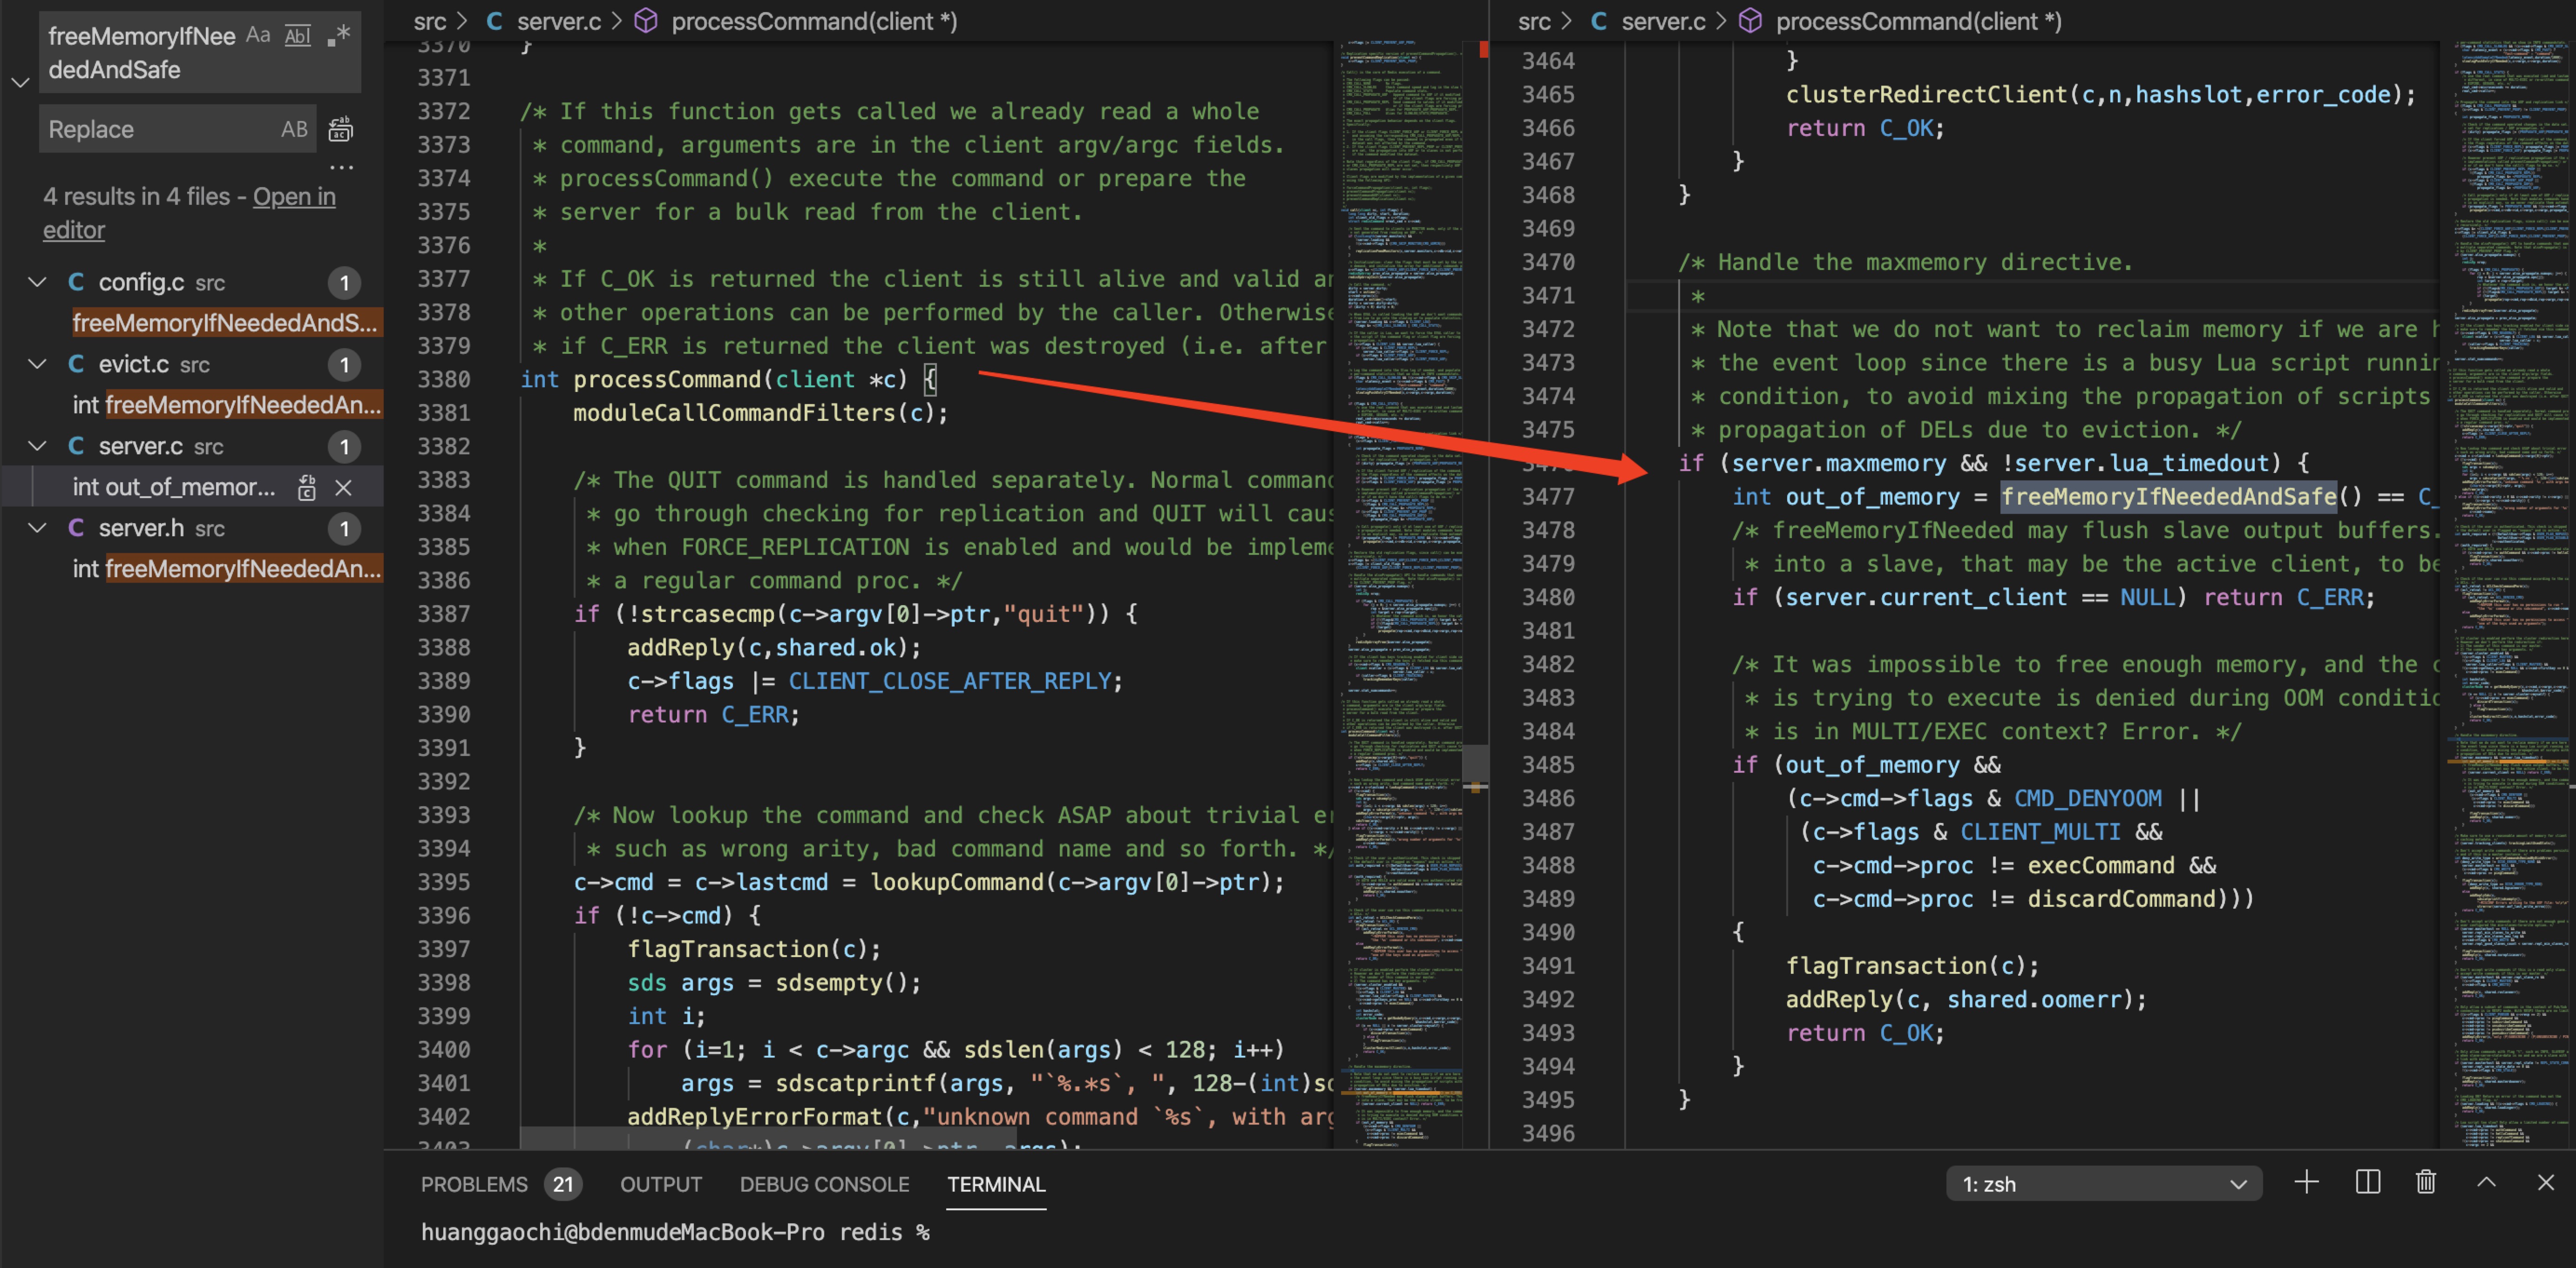 freeMemoryIfNee
dedAndSafe
Aa
Abl
.*
Replace
AB
...
4 results in 4 files - Open in
editor
C config.c src 1
freeMemoryIfNeededAndS...
C evict.c src 1
int freeMemoryIfNeededAn...
C server.c src 1
int out_of_memor...
C server.h src 1
int freeMemoryIfNeededAn...
src > C server.c > processCommand(client *)
3370 }
3371
3372 /* If this function gets called we already read a whole
3373 * command, arguments are in the client argv/argc fields.
3374 * processCommand() execute the command or prepare the
3375 * server for a bulk read from the client.
3376 *
3377 * If C_OK is returned the client is still alive and valid
3378 * other operations can be performed by the caller. Otherwise
3379 * if C_ERR is returned the client was destroyed (i.e. after
3380 int processCommand(client *c) {
3381 moduleCallCommandFilters(c);
3382
3383 /* The QUIT command is handled separately. Normal comman
3384 * go through checking for replication and QUIT will cau
3385 * when FORCE_REPLICATION is enabled and would be impleme
3386 * a regular command proc. */
3387 if (!strcasecmp(c->argv[0]->ptr,"quit")) {
3388 addReply(c,shared.ok);
3389 c->flags |= CLIENT_CLOSE_AFTER_REPLY;
3390 return C_ERR;
3391 }
3392
3393 /* Now lookup the command and check ASAP about trivial e
3394 * such as wrong arity, bad command name and so forth. */
3395 c->cmd = c->lastcmd = lookupCommand(c->argv[0]->ptr);
3396 if (!c->cmd) {
3397 flagTransaction(c);
3398 sds args = sdsempty();
3399 int i;
3400 for (i=1; i < c->argc && sdslen(args) < 128; i++)
3401 args = sdscatprintf(args, "`%.*s`, ", 128-(int)s
3402 addReplyErrorFormat(c,"unknown command `%s`, with ar
3403 (char*)c->argv[0]->ptr, args);
src > C server.c > processCommand(client *)
3464 }
3465 clusterRedirectClient(c,n,hashslot,error_code);
3466 return C_OK;
3467 }
3468 }
3469
3470 /* Handle the maxmemory directive.
3471 *
3472 * Note that we do not want to reclaim memory if we are
3473 * the event loop since there is a busy Lua script runnin
3474 * condition, to avoid mixing the propagation of scripts
3475 * propagation of DELs due to eviction. */
if (server.maxmemory && !server.lua_timedout) {
3477 int out_of_memory = freeMemoryIfNeededAndSafe() == C_
3478 /* freeMemoryIfNeeded may flush slave output buffers.
3479 * into a slave, that may be the active client, to be
3480 if (server.current_client == NULL) return C_ERR;
3481
3482 /* It was impossible to free enough memory, and the
3483 * is trying to execute is denied during OOM conditio
3484 * is in MULTI/EXEC context? Error. */
3485 if (out_of_memory &&
3486 (c->cmd->flags & CMD_DENYOOM ||
3487 (c->flags & CLIENT_MULTI &&
3488 c->cmd->proc != execCommand &&
3489 c->cmd->proc != discardCommand)))
3490 {
3491 flagTransaction(c);
3492 addReply(c, shared.oomerr);
3493 return C_OK;
3494 }
3495 }
3496
PROBLEMS 21 OUTPUT DEBUG CONSOLE TERMINAL
1: zsh
huanggaochi@bdenmudeMacBook-Pro redis %